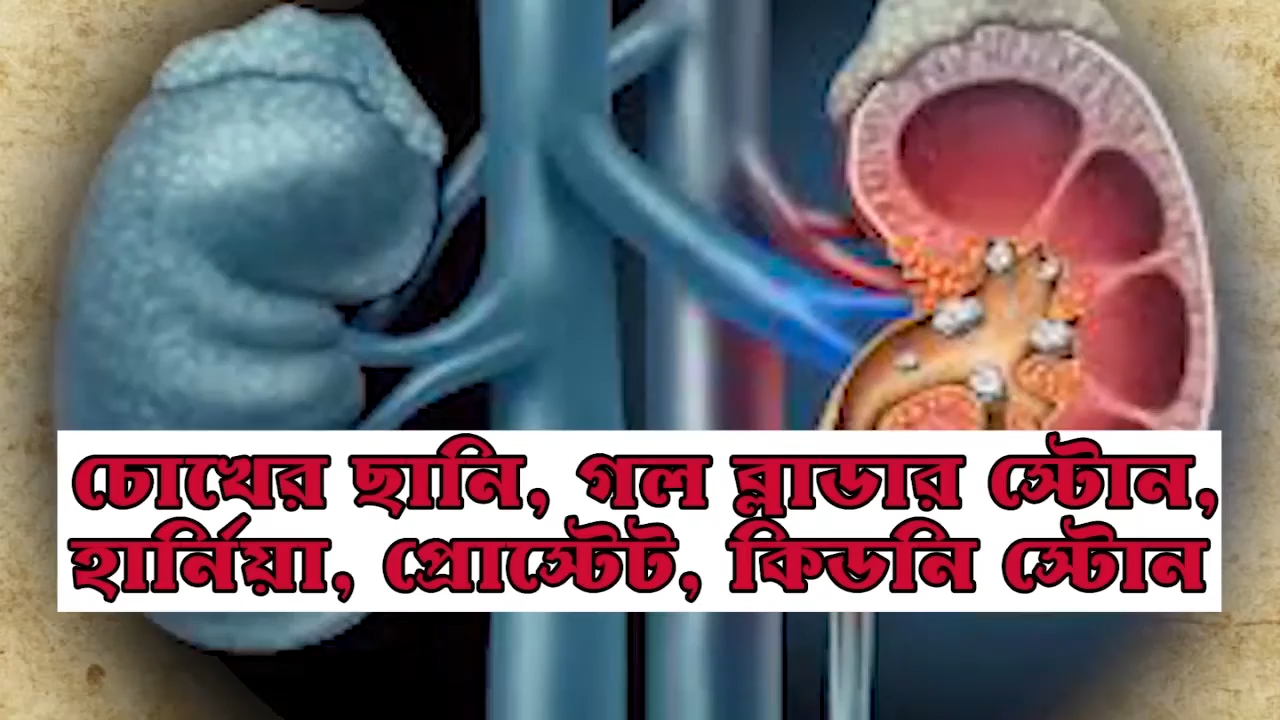 চোখের ছানি, গল ব্লাডার স্টোন,
হার্নিয়া, প্রোস্টেট, কিডনি স্টোন